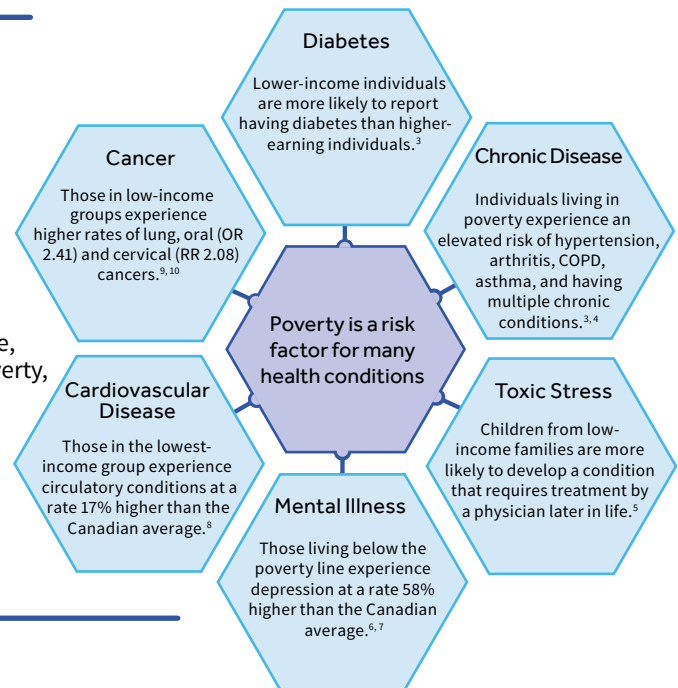 Diabetes
Lower-income individuals
are more likely to report
having diabetes than higher-
earning individuals.3
Chronic Disease
Individuals living in
poverty experience an
elevated risk of hypertension,
arthritis, COPD,
asthma, and having
multiple chronic
conditions.3, 4
Toxic Stress
Children from low-
income families are more
likely to develop a condition
that requires treatment by
a physician later in life.5
Mental Illness
Those living below the
poverty line experience
depression at a rate 58%
higher than the Canadian
average.6, 7
Cardiovascular
Disease
Those in the lowest-
income group experience
circulatory conditions at a
rate 17% higher than the
Canadian average.8
Cancer
Those in low-income
groups experience
higher rates of lung, oral (OR
2.41) and cervical (RR 2.08)
cancers.9, 10
Poverty is a risk
factor for many
health conditions